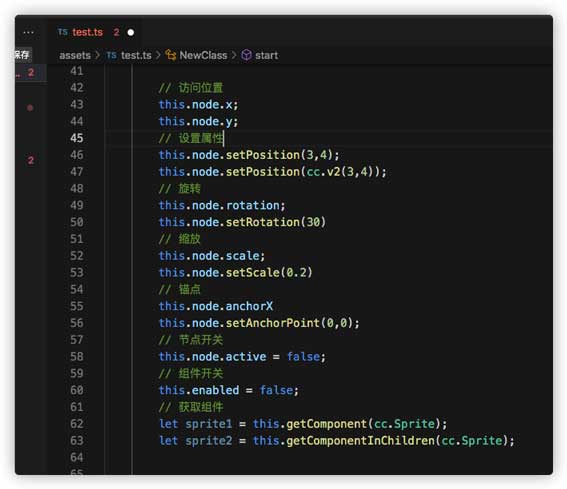 ··· TS test.ts 2 ●
保存
assets > TS test.ts > NewClass > start
... 2
2
41
42 // 访问位置
43 this.node.x;
44 this.node.y;
45 // 设置属性
46 this.node.setPosition(3,4);
47 this.node.setPosition(cc.v2(3,4));
48 // 旋转
49 this.node.rotation;
50 this.node.setRotation(30)
51 // 缩放
52 this.node.scale;
53 this.node.setScale(0.2)
54 // 锚点
55 this.node.anchorX
56 this.node.setAnchorPoint(0,0);
57 // 节点开关
58 this.node.active = false;
59 // 组件开关
60 this.enabled = false;
61 // 获取组件
62 let sprite1 = this.getComponent(cc.Sprite);
63 let sprite2 = this.getComponentInChildren(cc.Sprite);
64
65